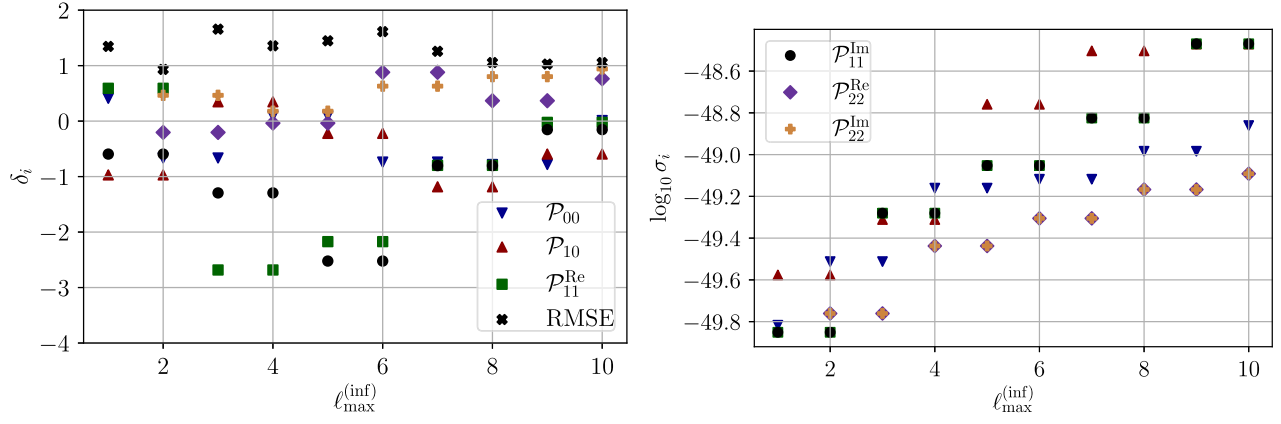 2
1
0
−1
−2
−3
−4
δ_i
2 4 6 8 10
ℓ_max^(inf)
𝒫_00
𝒫_10
𝒫_11^Re
RMSE
−48.6
−48.8
−49.0
−49.2
−49.4
−49.6
−49.8
log_10 σ_i
2 4 6 8 10
ℓ_max^(inf)
𝒫_11^Im
𝒫_22^Re
𝒫_22^Im